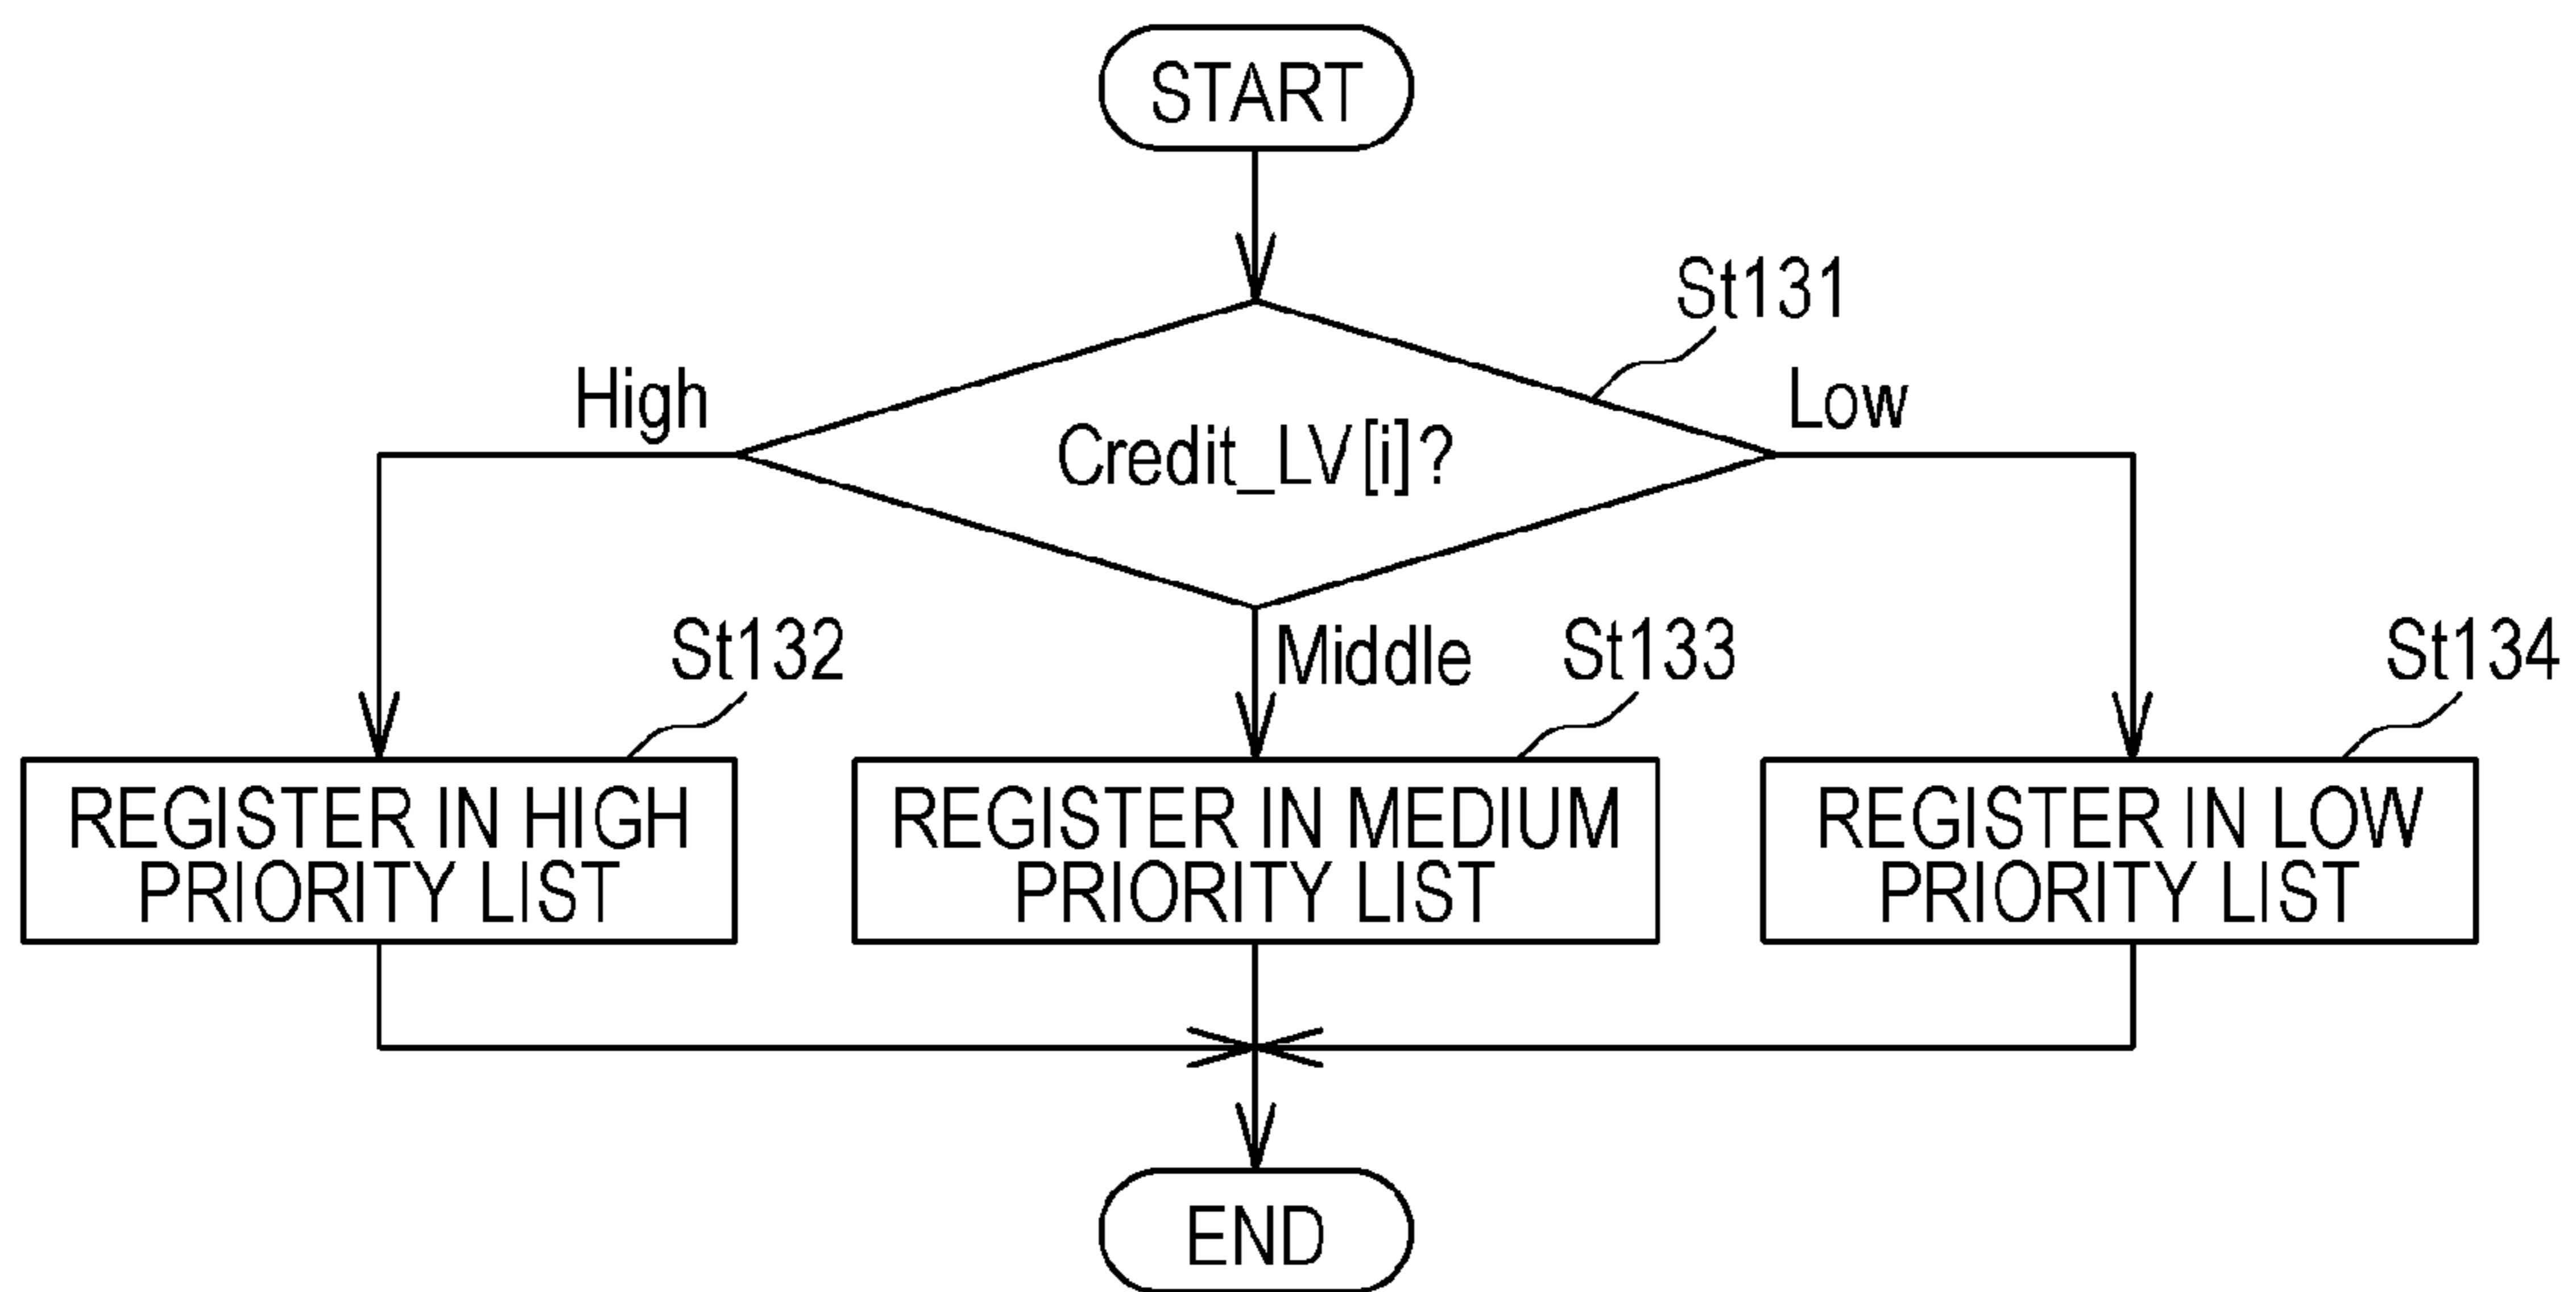 START
St131
High
Low
Credit_LV[i]?
St132
Middle
St133
St134
REGISTER IN HIGH
PRIORITY LIST
REGISTER IN MEDIUM
PRIORITY LIST
REGISTER IN LOW
PRIORITY LIST
END